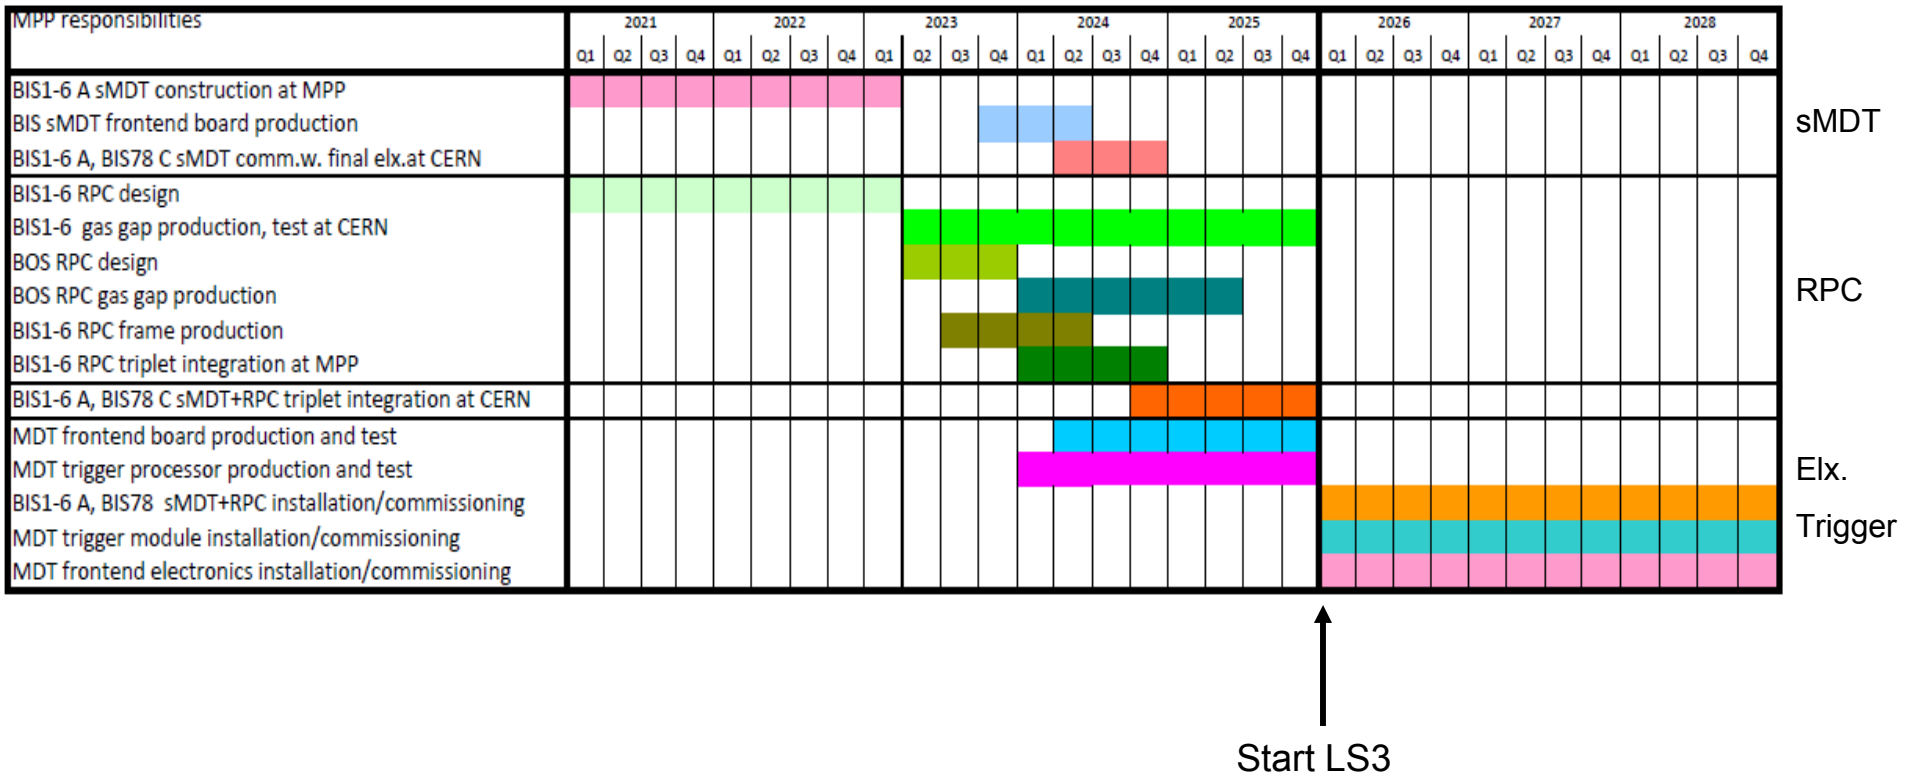 MPP responsibilities 2021 2022 2023 2024 2025 2026 2027 2028
Q1 Q2 Q3 Q4 Q1 Q2 Q3 Q4 Q1 Q2 Q3 Q4 Q1 Q2 Q3 Q4 Q1 Q2 Q3 Q4 Q1 Q2 Q3 Q4 Q1 Q2 Q3 Q4 Q1 Q2 Q3 Q4
BIS1-6 A sMDT construction at MPP
BIS sMDT frontend board production
sMDT
BIS1-6 A, BIS78 C sMDT comm.w. final elx.at CERN
BIS1-6 RPC design
BIS1-6 gas gap production, test at CERN
BOS RPC design
BOS RPC gas gap production
RPC
BIS1-6 RPC frame production
BIS1-6 RPC triplet integration at MPP
BIS1-6 A, BIS78 C sMDT+RPC triplet integration at CERN
MDT frontend board production and test
MDT trigger processor production and test
Elx.
BIS1-6 A, BIS78 sMDT+RPC installation/commissioning
Trigger
MDT trigger module installation/commissioning
MDT frontend electronics installation/commissioning
Start LS3